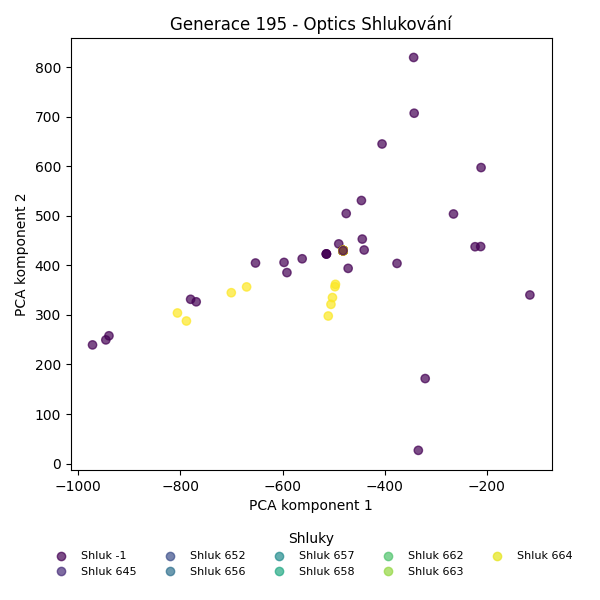 Generace 195 - Optics Shlukování
800
700
600
500
400
300
200
100
0
PCA komponent 2
−1000 −800 −600 −400 −200
PCA komponent 1
Shluky
Shluk -1 Shluk 652 Shluk 657 Shluk 662 Shluk 664
Shluk 645 Shluk 656 Shluk 658 Shluk 663